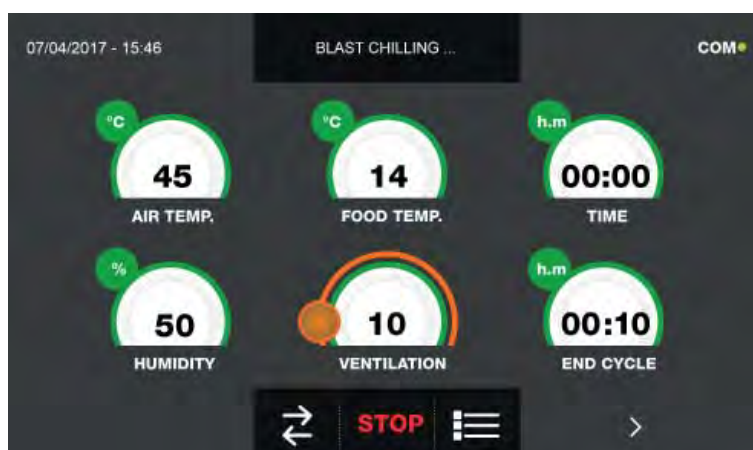 07/04/2017 - 15:46 BLAST CHILLING ... COM
°C °C h.m
45 14 00:00
AIR TEMP. FOOD TEMP. TIME
% h.m
50 10 00:10
HUMIDITY VENTILATION END CYCLE
STOP